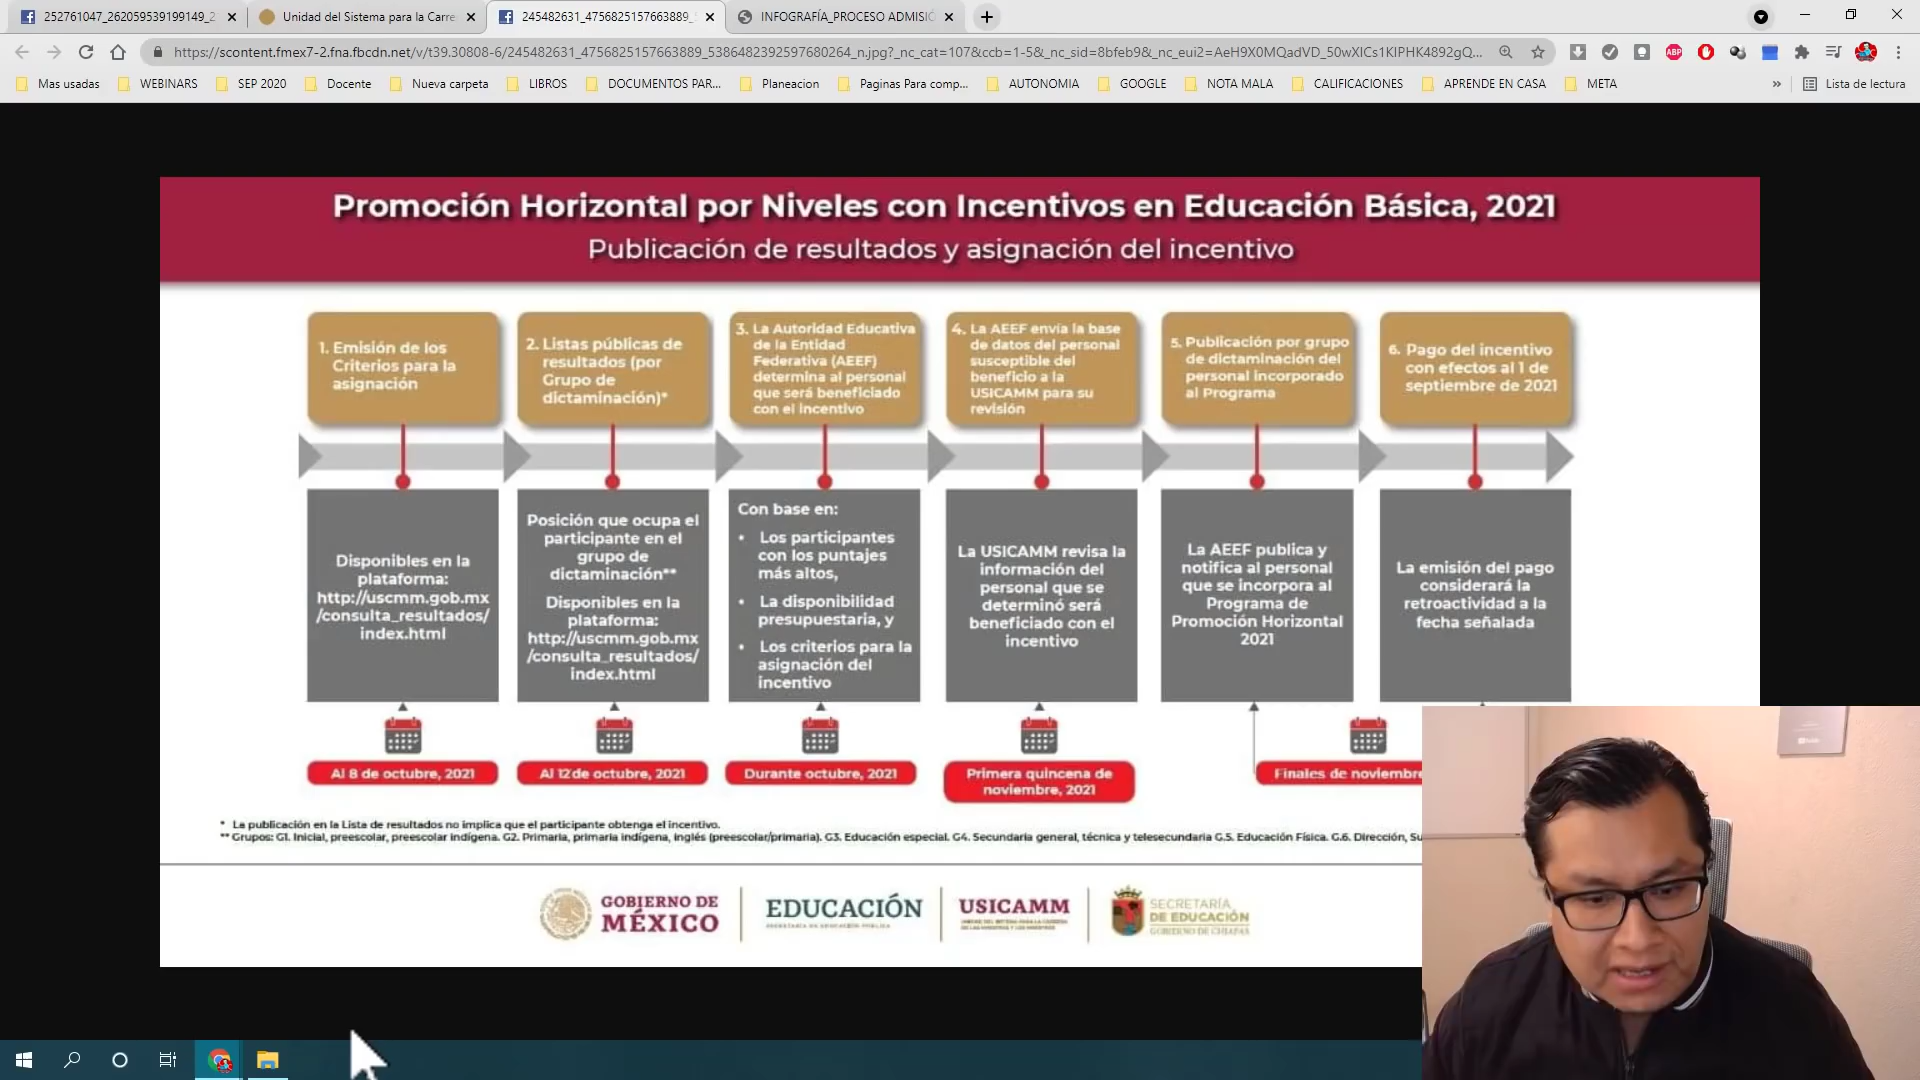 252761047_262059539199149_2
Unidad del Sistema para la Carre
245482631_4756825157663889_
INFOGRAFÍA_PROCESO ADMISIÓ
https://scontent.fmex7-2.fna.fbcdn.net/v/t39.30808-6/245482631_4756825157663889_5386482392597680264_n.jpg?_nc_cat=107&ccb=1-5&_nc_sid=8bfeb9&_nc_eui2=AeH9X0MQadVD_50wXICs1KIPHK4892gQ...
Mas usadas
WEBINARS
SEP 2020
Docente
Nueva carpeta
LIBROS
DOCUMENTOS PAR...
Planeacion
Paginas Para comp...
AUTONOMIA
GOOGLE
NOTA MALA
CALIFICACIONES
APRENDE EN CASA
META
»
Lista de lectura
Promoción Horizontal por Niveles con Incentivos en Educación Básica, 2021
Publicación de resultados y asignación del incentivo
1. Emisión de los
Criterios para la
asignación
2. Listas públicas de
resultados (por
Grupo de
dictaminación)*
3. La Autoridad Educativa
de la Entidad
Federativa (AEEF)
determina al personal
que será beneficiado
con el incentivo
4. La AEEF envía la base
de datos del personal
susceptible del
beneficio a la
USICAMM para su
revisión
5. Publicación por grupo
de dictaminación del
personal incorporado
al Programa
6. Pago del incentivo
con efectos al 1 de
septiembre de 2021
Disponibles en la
plataforma:
http://uscmm.gob.mx
/consulta_resultados/
index.html
Posición que ocupa el
participante en el
grupo de
dictaminación**
Disponibles en la
plataforma:
http://uscmm.gob.mx
/consulta_resultados/
index.html
Con base en:
• Los participantes
con los puntajes
más altos,
• La disponibilidad
presupuestaria, y
• Los criterios para la
asignación del
incentivo
La USICAMM revisa la
información del
personal que se
determinó será
beneficiado con el
incentivo
La AEEF publica y
notifica al personal
que se incorpora al
Programa de
Promoción Horizontal
2021
La emisión del pago
considerará la
retroactividad a la
fecha señalada
Al 8 de octubre, 2021
Al 12 de octubre, 2021
Durante octubre, 2021
Primera quincena de
noviembre, 2021
Finales de noviembre
* La publicación en la Lista de resultados no implica que el participante obtenga el incentivo.
** Grupos: G1. Inicial, preescolar, preescolar indígena. G2. Primaria, primaria indígena, inglés (preescolar/primaria). G3. Educación especial. G4. Secundaria general, técnica y telesecundaria G.5. Educación Física. G.6. Dirección, Su
GOBIERNO DE
MÉXICO
EDUCACIÓN
SECRETARÍA DE EDUCACIÓN PÚBLICA
USICAMM
UNIDAD DEL SISTEMA PARA LA CARRERA
DE LAS MAESTRAS Y LOS MAESTROS
SECRETARÍA
DE EDUCACIÓN
GOBIERNO DE CHIAPAS